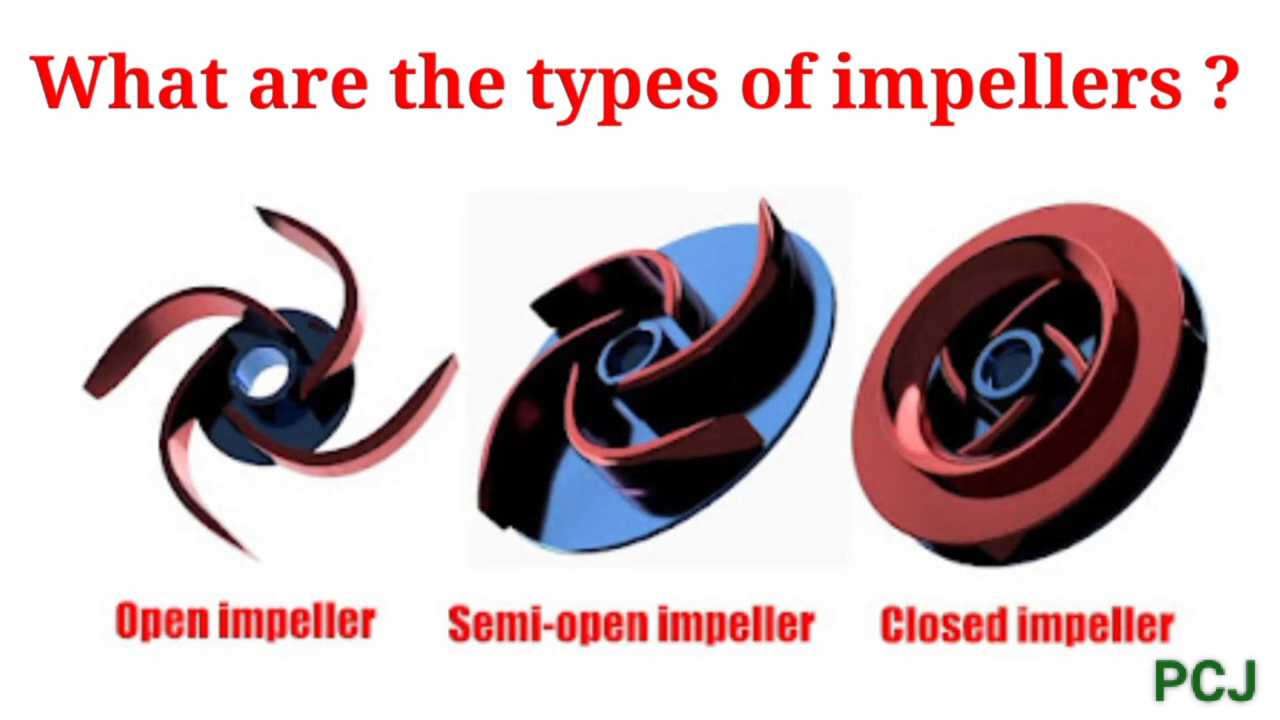 What are the types of impellers ?
Open impeller
Semi-open impeller
Closed impeller
PCJ